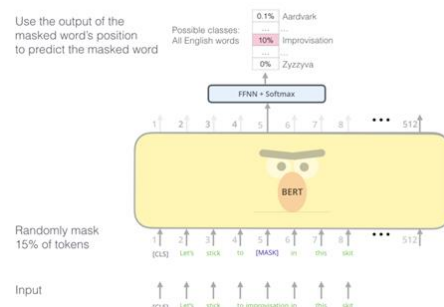 Use the output of the
masked word's position
to predict the masked word
Possible classes:
All English words
0.1% Aardvark
... ...
10% Improvisation
... ...
0% Zyzzyva
FFNN + Softmax
1 2 3 4 5 6 7 8 ••• 512
BERT
Randomly mask
15% of tokens
1 2 3 4 5 6 7 8 ••• 512
[CLS] Let's stick to [MASK] in this skit
Input
[CLS] Let's stick to improvisation in this skit